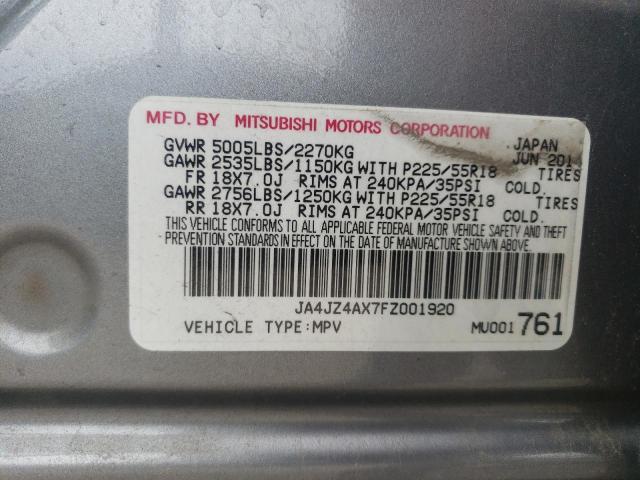 MFD. BY MITSUBISHI MOTORS CORPORATION
GVWR 5005LBS/2270KG JAPAN
GAWR 2535LBS/1150KG WITH P225/55R18 JUN 201
FR 18X7.0J RIMS AT 240KPA/35PSI COLD. TIRES
GAWR 2756LBS/1250KG WITH P225/55R18 TIRES
RR 18X7.0J RIMS AT 240KPA/35PSI COLD.
THIS VEHICLE CONFORMS TO ALL APPLICABLE FEDERAL MOTOR VEHICLE SAFETY AND THEFT
PREVENTION STANDARDS IN EFFECT ON THE DATE OF MANUFACTURE SHOWN ABOVE.
JA4JZ4AX7FZ001920
VEHICLE TYPE:MPV MU001761